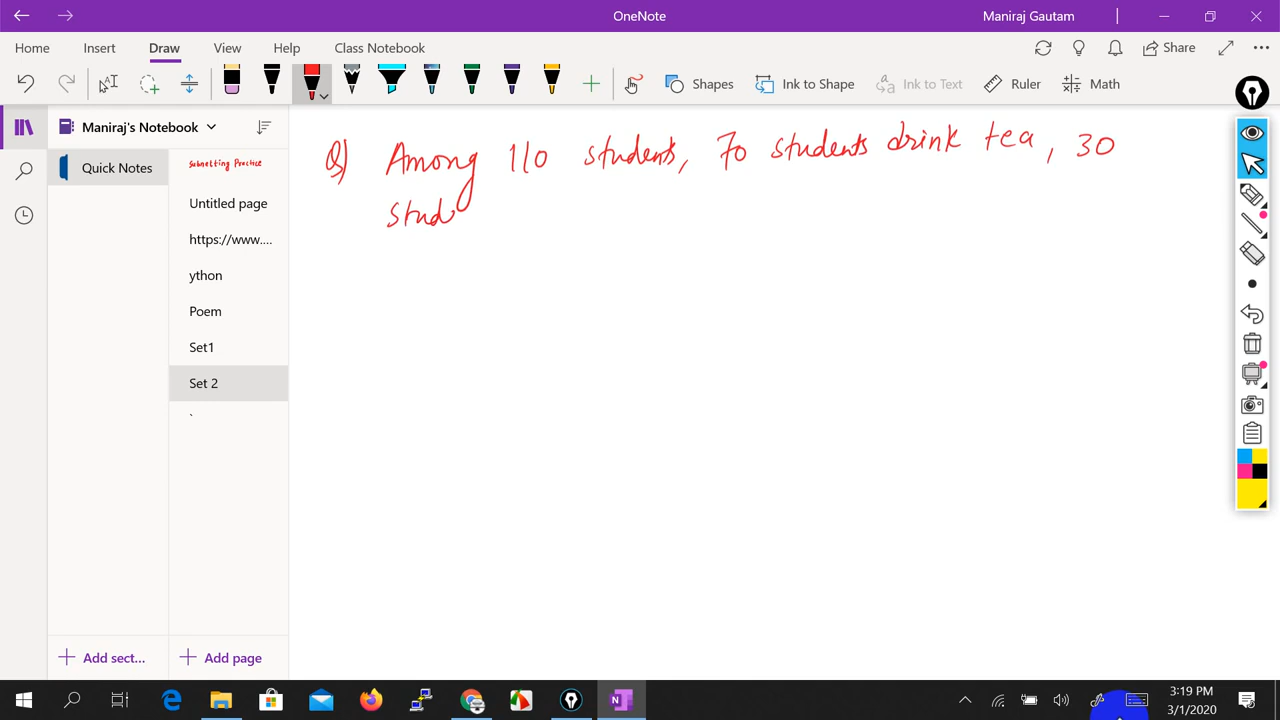 OneNote
Maniraj Gautam
Home Insert Draw View Help Class Notebook
Share
Shapes Ink to Shape Ink to Text Ruler Math
Maniraj's Notebook
Quick Notes
Subnetting Practice
Untitled page
https://www....
ython
Poem
Set1
Set 2
`
Q) Among 110 students, 70 students drink tea, 30
stud
Add sect...
Add page
3:19 PM
3/1/2020